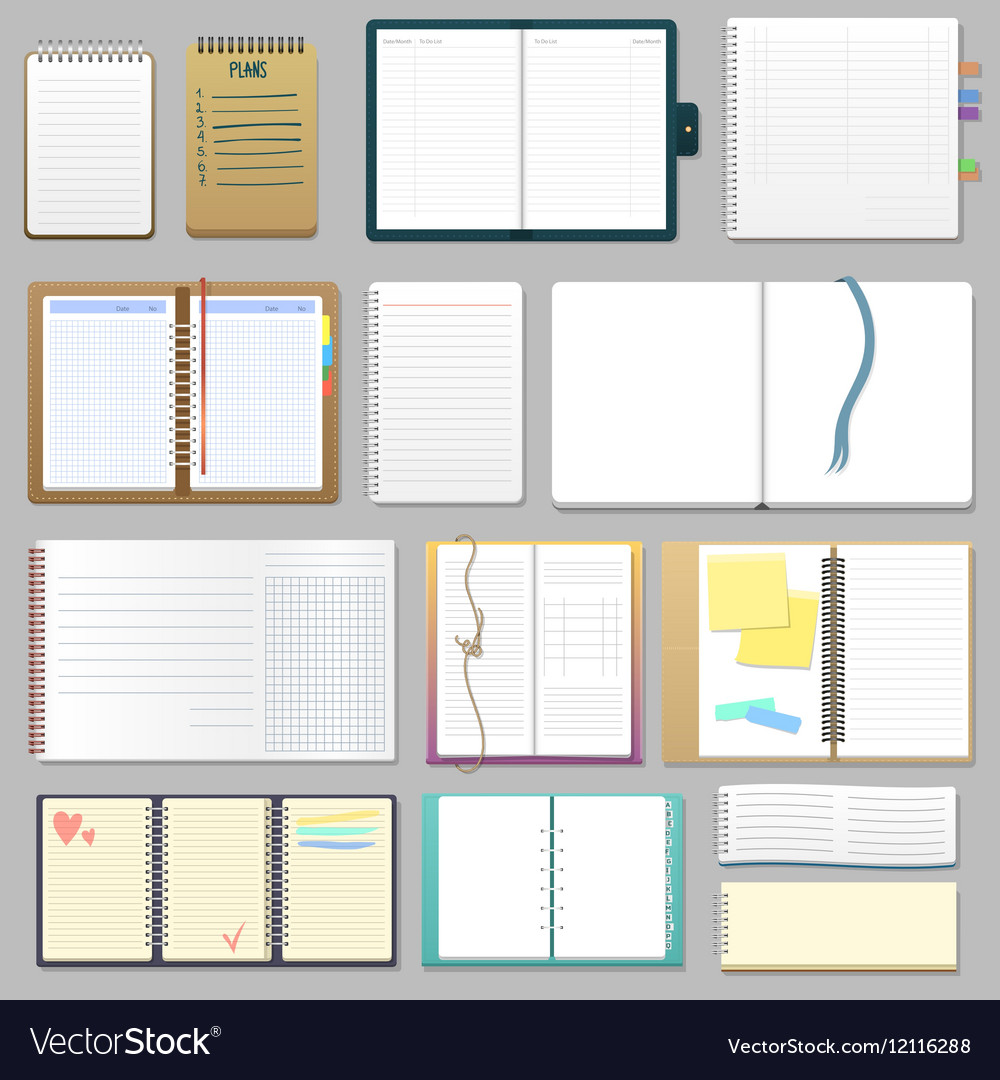 PLANS
1.
2.
3.
4.
5.
6.
7.
Date/Month To Do List
To Do List Date/Month
Date No
Date No
A
B
C
D
E
F
G
I
J
K
L
M
N
D
P
Q
VectorStock®
VectorStock.com/12116288